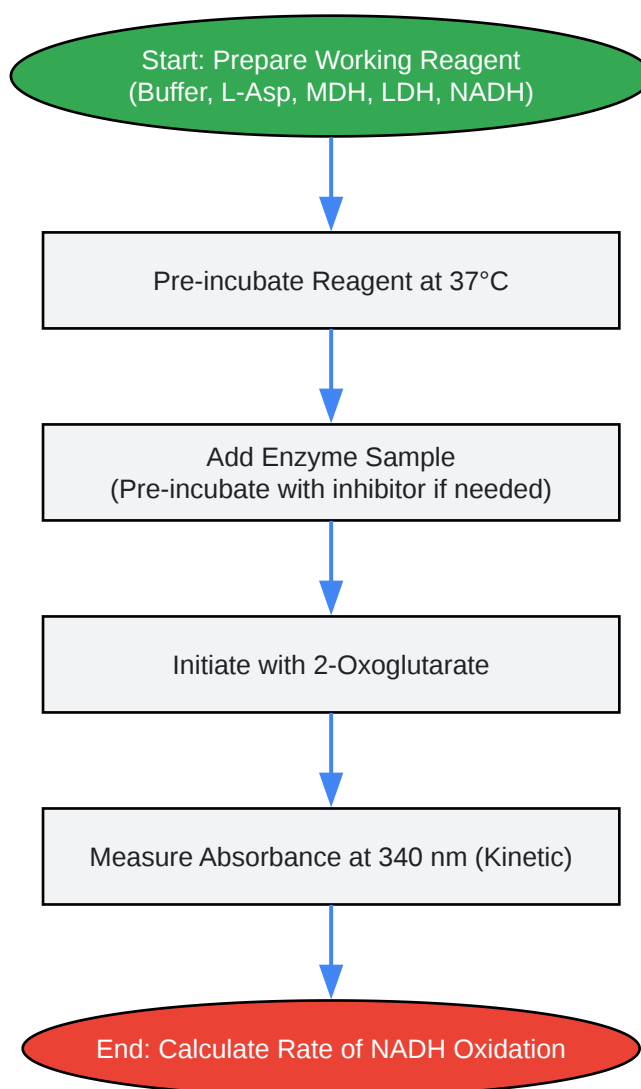 Start: Prepare Working Reagent
(Buffer, L-Asp, MDH, LDH, NADH)
Pre-incubate Reagent at 37°C
Add Enzyme Sample
(Pre-incubate with inhibitor if needed)
Initiate with 2-Oxoglutarate
Measure Absorbance at 340 nm (Kinetic)
End: Calculate Rate of NADH Oxidation